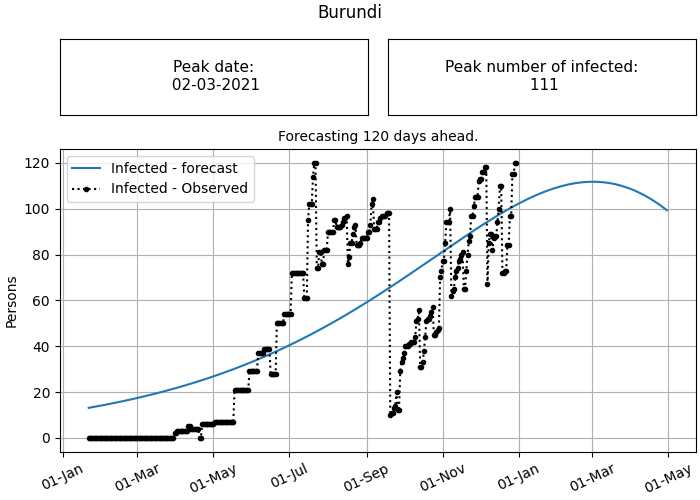 Burundi
Peak date:
02-03-2021
Peak number of infected:
111
Forecasting 120 days ahead.
Infected - forecast
Infected - Observed
Persons
120
100
80
60
40
20
0
01-Jan
01-Mar
01-May
01-Jul
01-Sep
01-Nov
01-Jan
01-Mar
01-May